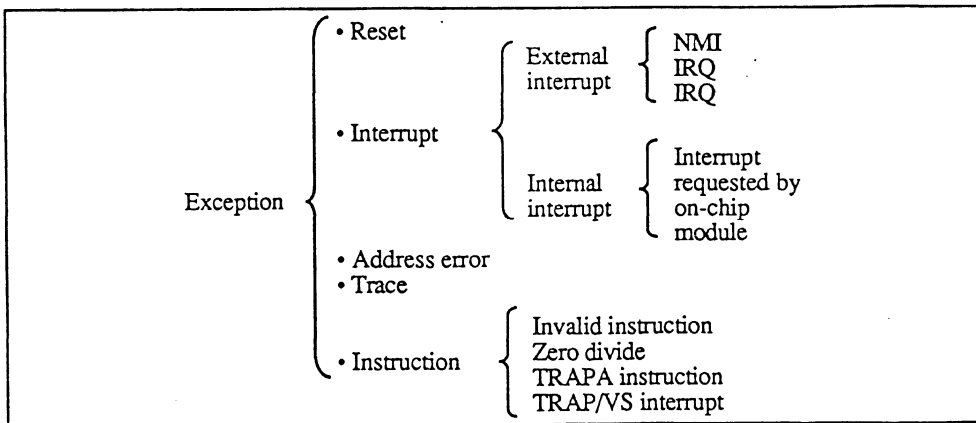 Exception
• Reset
• Interrupt
External
interrupt
NMI
IRQ
IRQ
Internal
interrupt
Interrupt
requested by
on-chip
module
• Address error
• Trace
• Instruction
Invalid instruction
Zero divide
TRAPA instruction
TRAP/VS interrupt